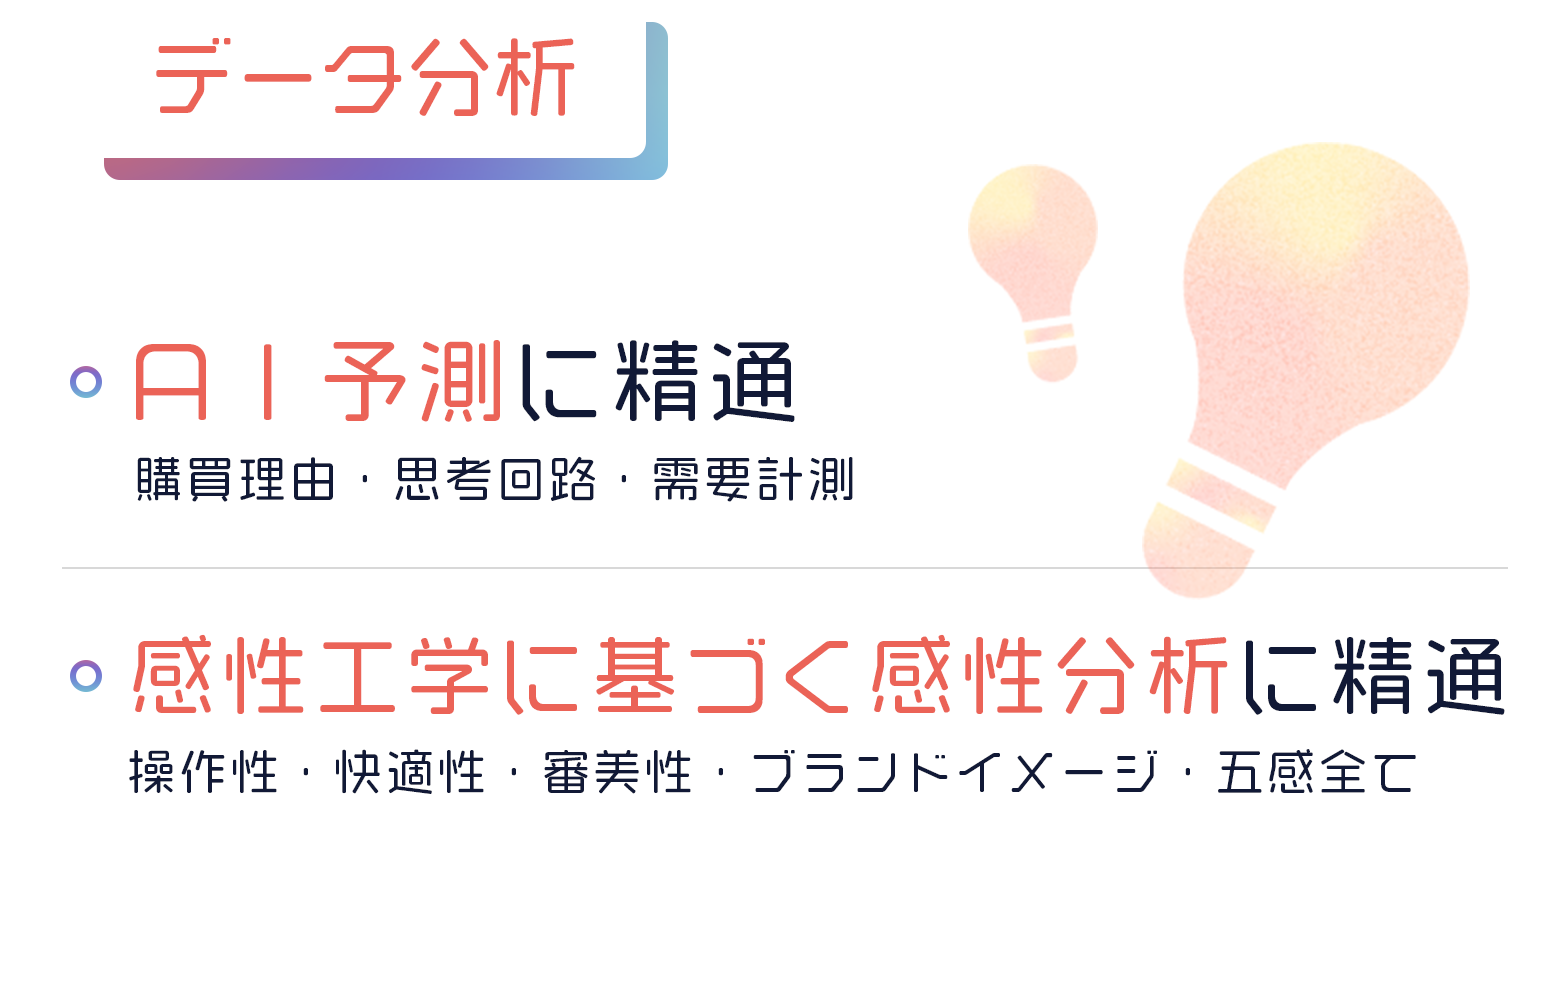 データ分析
AI予測に精通
購買理由・思考回路・需要計測
感性工学に基づく感性分析に精通
操作性・快適性・審美性・ブランドイメージ・五感全て